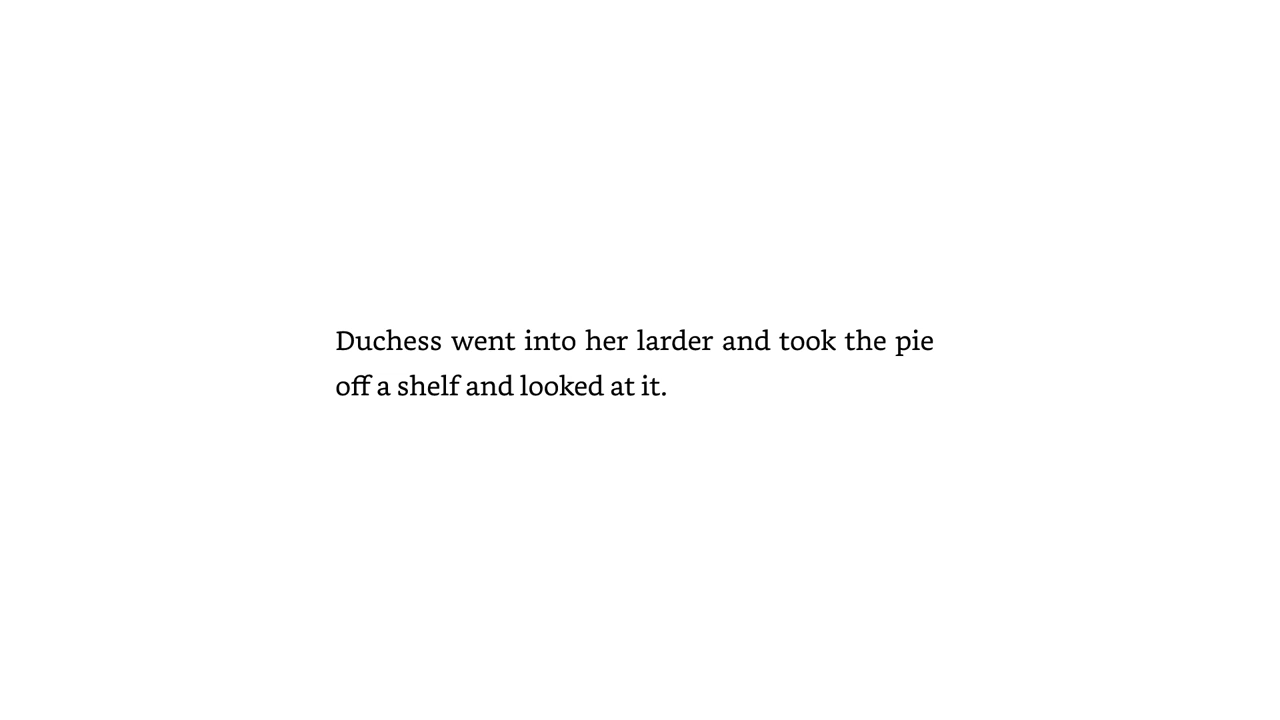 Duchess went into her larder and took the pie
off a shelf and looked at it.